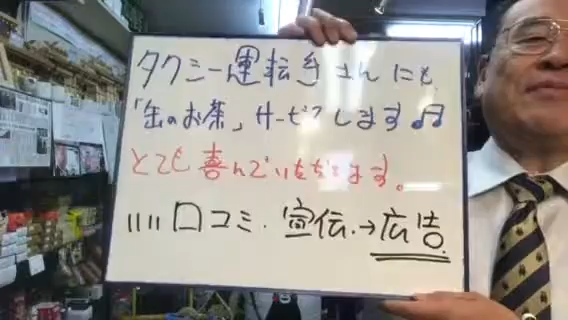 タクシー運転手さんにも
「缶のお茶」サービスします♫
とても喜んでいただきます。
口コミ.宣伝.→広告.